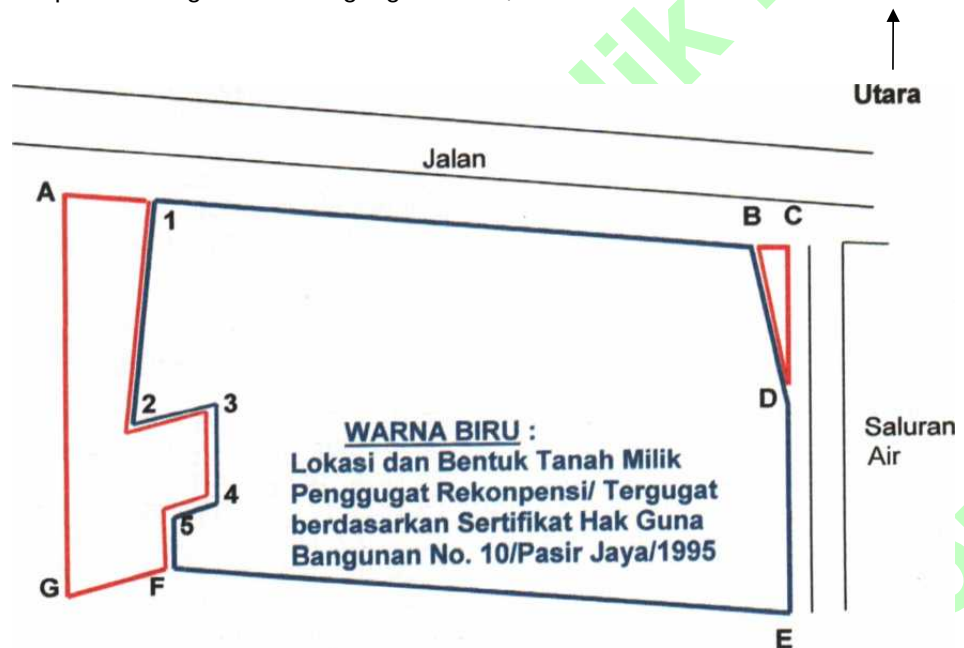 Utara
Jalan
A
1
B C
2
3
D
4
5
WARNA BIRU :
Lokasi dan Bentuk Tanah Milik
Penggugat Rekonpensi/ Tergugat
berdasarkan Sertifikat Hak Guna
Bangunan No. 10/Pasir Jaya/1995
Saluran
Air
G
F
E